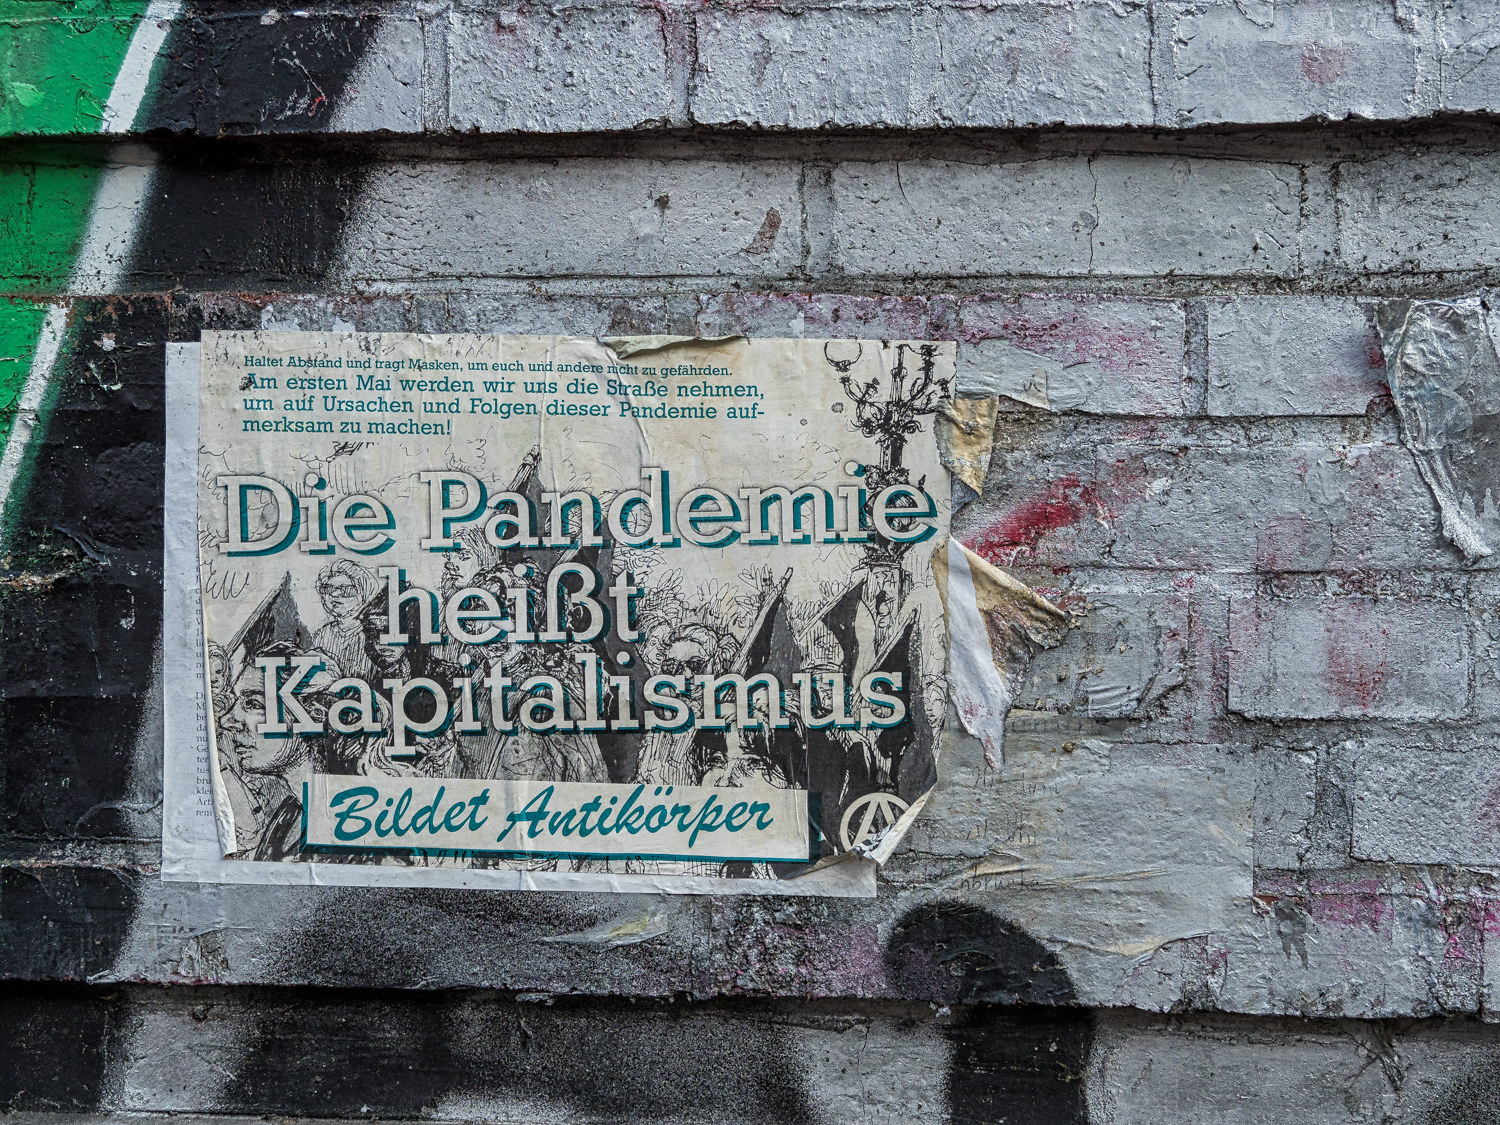 Haltet Abstand und tragt Masken, um euch und andere nicht zu gefährden.
Am ersten Mai werden wir uns die Straße nehmen,
um auf Ursachen und Folgen dieser Pandemie auf-
merksam zu machen!
Die Pandemie
heißt
Kapitalismus
Bildet Antikörper